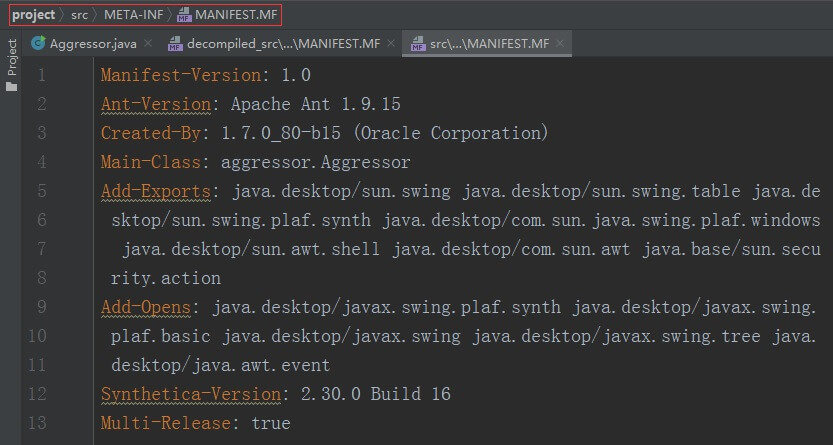 project 〉 src 〉 META-INF 〉 MANIFEST.MF
Project
Aggressor.java × decompiled_src\...\MANIFEST.MF × src\...\MANIFEST.MF ×
1 Manifest-Version: 1.0
2 Ant-Version: Apache Ant 1.9.15
3 Created-By: 1.7.0_80-b15 (Oracle Corporation)
4 Main-Class: aggressor.Aggressor
5 Add-Exports: java.desktop/sun.swing java.desktop/sun.swing.table java.de
6 sktop/sun.swing.plaf.synth java.desktop/com.sun.java.swing.plaf.windows
7 java.desktop/sun.awt.shell java.desktop/com.sun.awt java.base/sun.secu
8 rity.action
9 Add-Opens: java.desktop/javax.swing.plaf.synth java.desktop/javax.swing.
10 plaf.basic java.desktop/javax.swing java.desktop/javax.swing.tree java.
11 desktop/java.awt.event
12 Synthetica-Version: 2.30.0 Build 16
13 Multi-Release: true